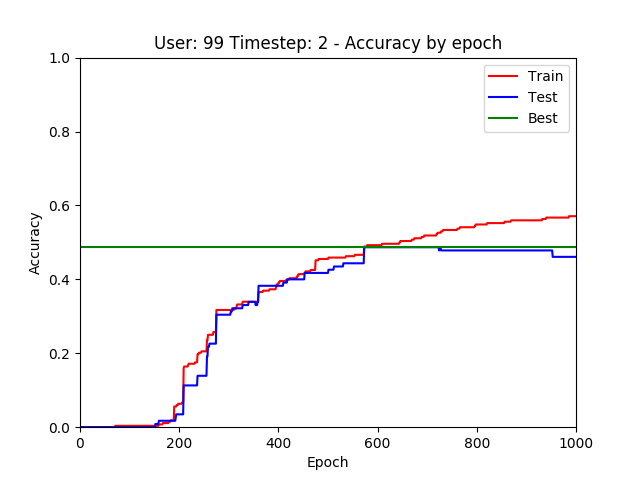 User: 99 Timestep: 2 - Accuracy by epoch
1.0
0.8
0.6
0.4
0.2
0.0
Accuracy
Train
Test
Best
0 200 400 600 800 1000
Epoch